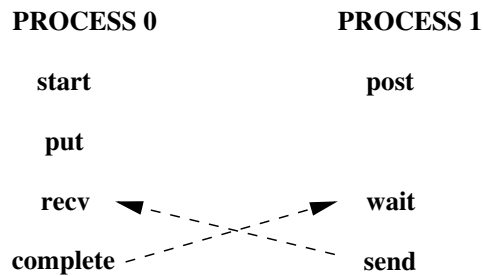 PROCESS 0 PROCESS 1
start post
put
recv wait
complete send